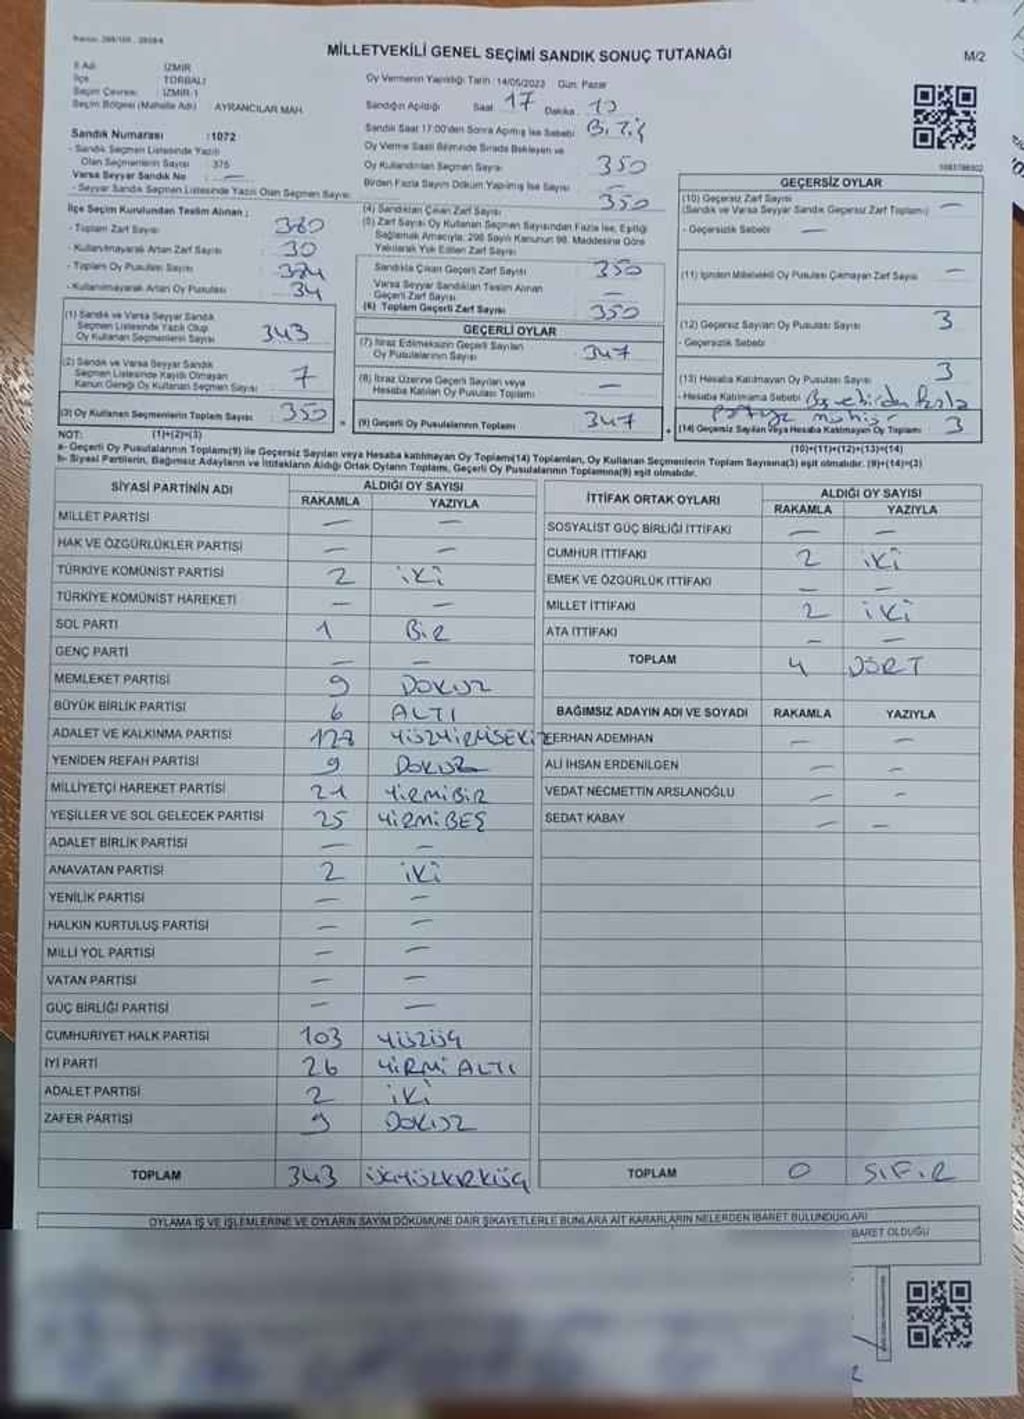 MİLLETVEKİLİ GENEL SEÇİMİ SANDIK SONUÇ TUTANAĞI
M/2
İl Adı : İZMİR
İlçe : TORBALI
Seçim Çevresi : İZMİR-1
Seçim Bölgesi (Mahalle Adı) : AYRANCILAR MAH.
Oy Vermenin Yapıldığı Tarih : 14/05/2023 Gün: Pazar
Sandığın Açıldığı Saat 17 Dakika
Sandık Saat 17:00'den Sonra Açılmış İse Sebebi
Sandık Numarası :1072
- Sandık Seçmen Listesinde Yazılı
Olan Seçmenlerin Sayısı 375
Varsa Seyyar Sandık No
- Seyyar Sandık Seçmen Listesinde Yazılı Olan Seçmen Sayısı
Oy Verme Saati Bitiminde Sırada Bekleyen ve
Oy Kullandırılan Seçmen Sayısı 350
Birden Fazla Sayım Döküm Yapılmış İse Sayısı —
İlçe Seçim Kurulundan Teslim Alınan ;
- Toplam Zarf Sayısı 380
- Kullanılmayarak Artan Zarf Sayısı 30
- Toplam Oy Pusulası Sayısı
- Kullanılmayarak Artan Oy Pusulası 34
(1) Sandık ve Varsa Seyyar Sandık
Seçmen Listesinde Yazılı Olup
Oy Kullanan Seçmenlerin Sayısı 343
(2) Sandık ve Varsa Seyyar Sandık
Seçmen Listesinde Kayıtlı Olmayan
Kanun Gereği Oy Kullanan Seçmen Sayısı 7
(3) Oy Kullanan Seçmenlerin Toplam Sayısı 350
(1)+(2)=(3)
(4) Sandıktan Çıkan Zarf Sayısı 350
(5) Zarf Sayısı Oy Kullanan Seçmen Sayısından Fazla İse, Eşitliği
Sağlamak Amacıyla, 298 Sayılı Kanunun 98. Maddesine Göre
Yakılarak Yok Edilen Zarf Sayısı
Sandıkta Çıkan Geçerli Zarf Sayısı 350
Varsa Seyyar Sandıktan Teslim Alınan
Geçerli Zarf Sayısı —
(6) Toplam Geçerli Zarf Sayısı 350
GEÇERLİ OYLAR
(7) İtiraz Edilmeksizin Geçerli Sayılan
Oy Pusulalarının Sayısı 347
(8) İtiraz Üzerine Geçerli Sayılan veya
Hesaba Katılan Oy Pusulası Toplamı —
(9) Geçerli Oy Pusulalarının Toplamı 347
GEÇERSİZ OYLAR
(10) Geçersiz Zarf Sayısı —
(Sandık ve Varsa Seyyar Sandık Geçersiz Zarf Toplamı)
- Geçersizlik Sebebi —
(11) İçinden Milletvekili Oy Pusulası Çıkmayan Zarf Sayısı —
(12) Geçersiz Sayılan Oy Pusulası Sayısı 3
- Geçersizlik Sebebi
(13) Hesaba Katılmayan Oy Pusulası Sayısı 3
- Hesaba Katılmama Sebebi
(14) Geçersiz Sayılan veya Hesaba Katılmayan Oy Toplamı 3
(10)+(11)+(12)+(13)=(14)
NOT:
a- Geçerli Oy Pusulalarının Toplamı(9) ile Geçersiz Sayılan veya Hesaba katılmayan Oy Toplamı(14) Toplamları, Oy Kullanan Seçmenlerin Toplam Sayısına(3) eşit olmalıdır. (9)+(14)=(3)
b- Siyasi Partilerin, Bağımsız Adayların ve İttifakların Aldığı Ortak Oyların Toplamı, Geçerli Oy Pusulalarının Toplamına(9) eşit olmalıdır.
SİYASİ PARTİNİN ADI ALDIĞI OY SAYISI
RAKAMLA YAZIYLA
MİLLET PARTİSİ — —
HAK VE ÖZGÜRLÜKLER PARTİSİ — —
TÜRKİYE KOMÜNİST PARTİSİ 2 İKİ
TÜRKİYE KOMÜNİST HAREKETİ — —
SOL PARTİ 1 BİR
GENÇ PARTİ — —
MEMLEKET PARTİSİ 9 DOKUZ
BÜYÜK BİRLİK PARTİSİ 6 ALTI
ADALET VE KALKINMA PARTİSİ 128 YÜZYİRMİSEKİZ
YENİDEN REFAH PARTİSİ 9 DOKUZ
MİLLİYETÇİ HAREKET PARTİSİ 21 YİRMİBİR
YEŞİLLER VE SOL GELECEK PARTİSİ 25 YİRMİBEŞ
ADALET BİRLİK PARTİSİ — —
ANAVATAN PARTİSİ 2 İKİ
YENİLİK PARTİSİ — —
HALKIN KURTULUŞ PARTİSİ — —
MİLLİ YOL PARTİSİ — —
VATAN PARTİSİ — —
GÜÇ BİRLİĞİ PARTİSİ — —
CUMHURİYET HALK PARTİSİ 103 YÜZÜÇ
İYİ PARTİ 26 YİRMİ ALTI
ADALET PARTİSİ 2 İKİ
ZAFER PARTİSİ 9 DOKUZ
TOPLAM 343 ÜÇYÜZKIRKÜÇ
İTTİFAK ORTAK OYLARI ALDIĞI OY SAYISI
RAKAMLA YAZIYLA
SOSYALİST GÜÇ BİRLİĞİ İTTİFAKI — —
CUMHUR İTTİFAKI 2 İKİ
EMEK VE ÖZGÜRLÜK İTTİFAKI — —
MİLLET İTTİFAKI 2 İKİ
ATA İTTİFAKI — —
TOPLAM 4 DÖRT
BAĞIMSIZ ADAYIN ADI VE SOYADI RAKAMLA YAZIYLA
FERHAN ADEMHAN — —
ALİ İHSAN ERDENİLGEN — —
VEDAT NECMETTİN ARSLANOĞLU — —
SEDAT KABAY — —
TOPLAM 0 SIFIR
OYLAMA İŞ VE İŞLEMLERİNE VE OYLARIN SAYIM DÖKÜMÜNE DAİR ŞİKAYETLERLE BUNLARA AİT KARARLARIN NELERDEN İBARET BULUNDUKLARI
BARET OLDUĞU